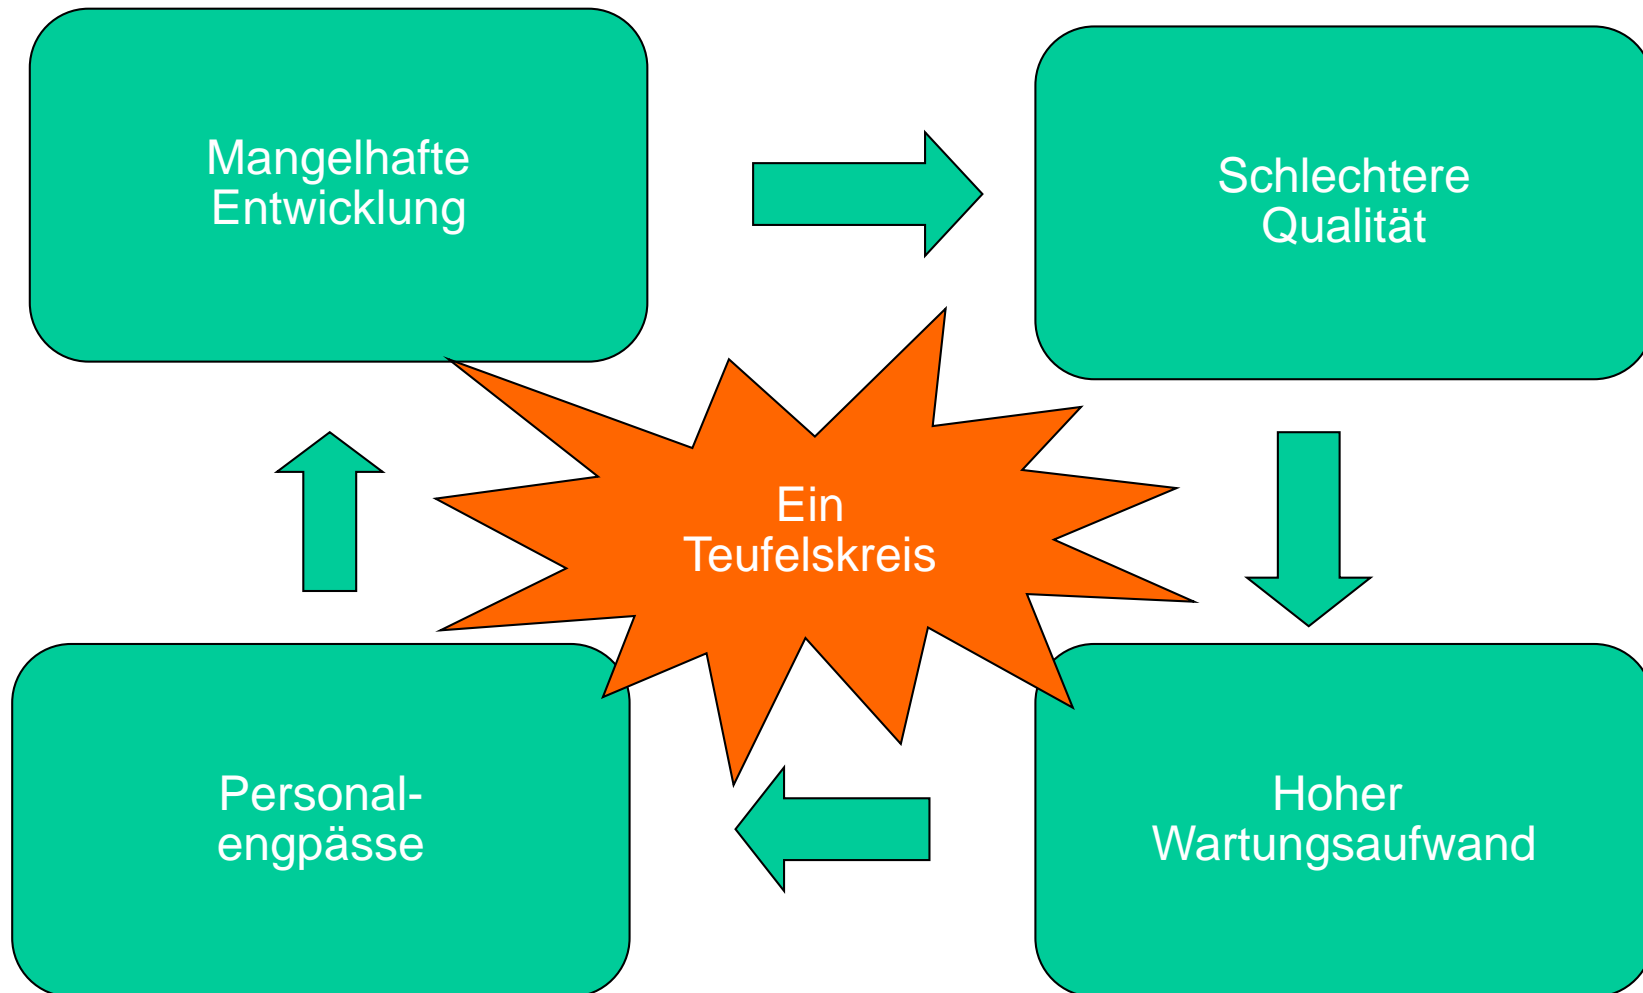 Mangelhafte
Entwicklung
Schlechtere
Qualität
Ein
Teufelskreis
Personal-
engpässe
Hoher
Wartungsaufwand